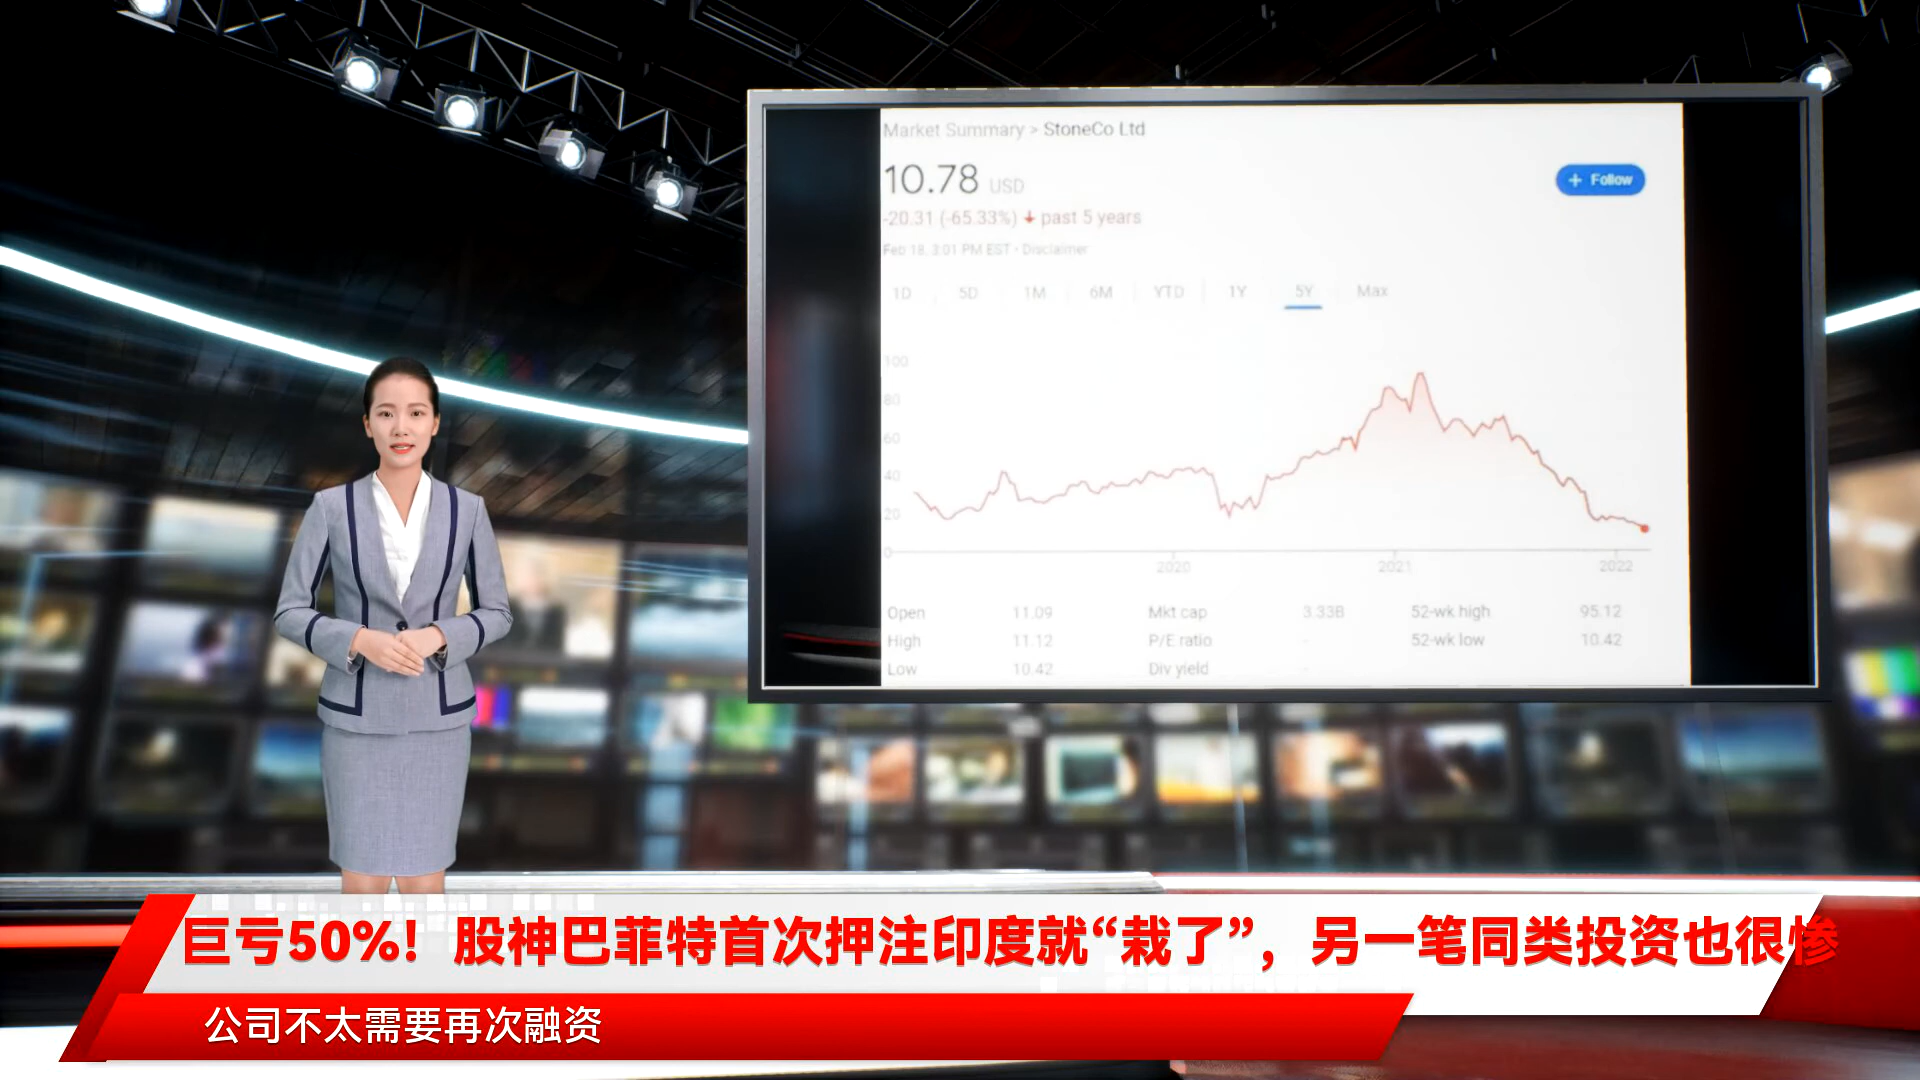 Market Summary > StoneCo Ltd
10.78 USD
+ Follow
-20.31 (-65.33%) ↓ past 5 years
Feb 18, 3:01 PM EST • Disclaimer
1D 5D 1M 6M YTD 1Y 5Y Max
100
80
60
40
20
0
2020 2021 2022
Open 11.09 Mkt cap 3.33B 52-wk high 95.12
High 11.12 P/E ratio - 52-wk low 10.42
Low 10.42 Div yield -
巨亏50%！股神巴菲特首次押注印度就“栽了”，另一笔同类投资也很惨
公司不太需要再次融资